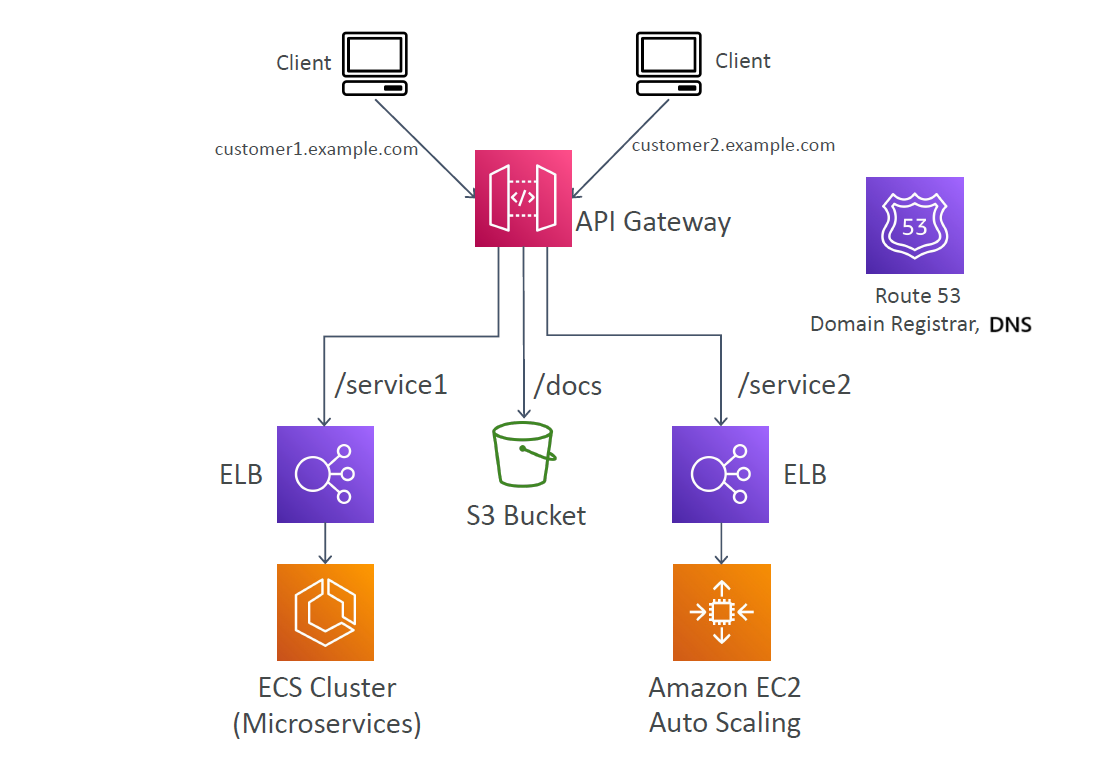 Client
Client
customer1.example.com
customer2.example.com
</>
API Gateway
53
Route 53
Domain Registrar, DNS
/service1
/docs
/service2
ELB
ELB
S3 Bucket
ECS Cluster
(Microservices)
Amazon EC2
Auto Scaling